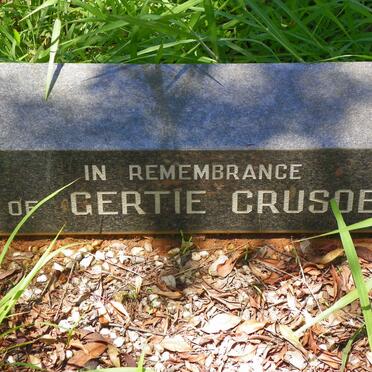 IN REMEMBRANCE
OF GERTIE CRUSOE